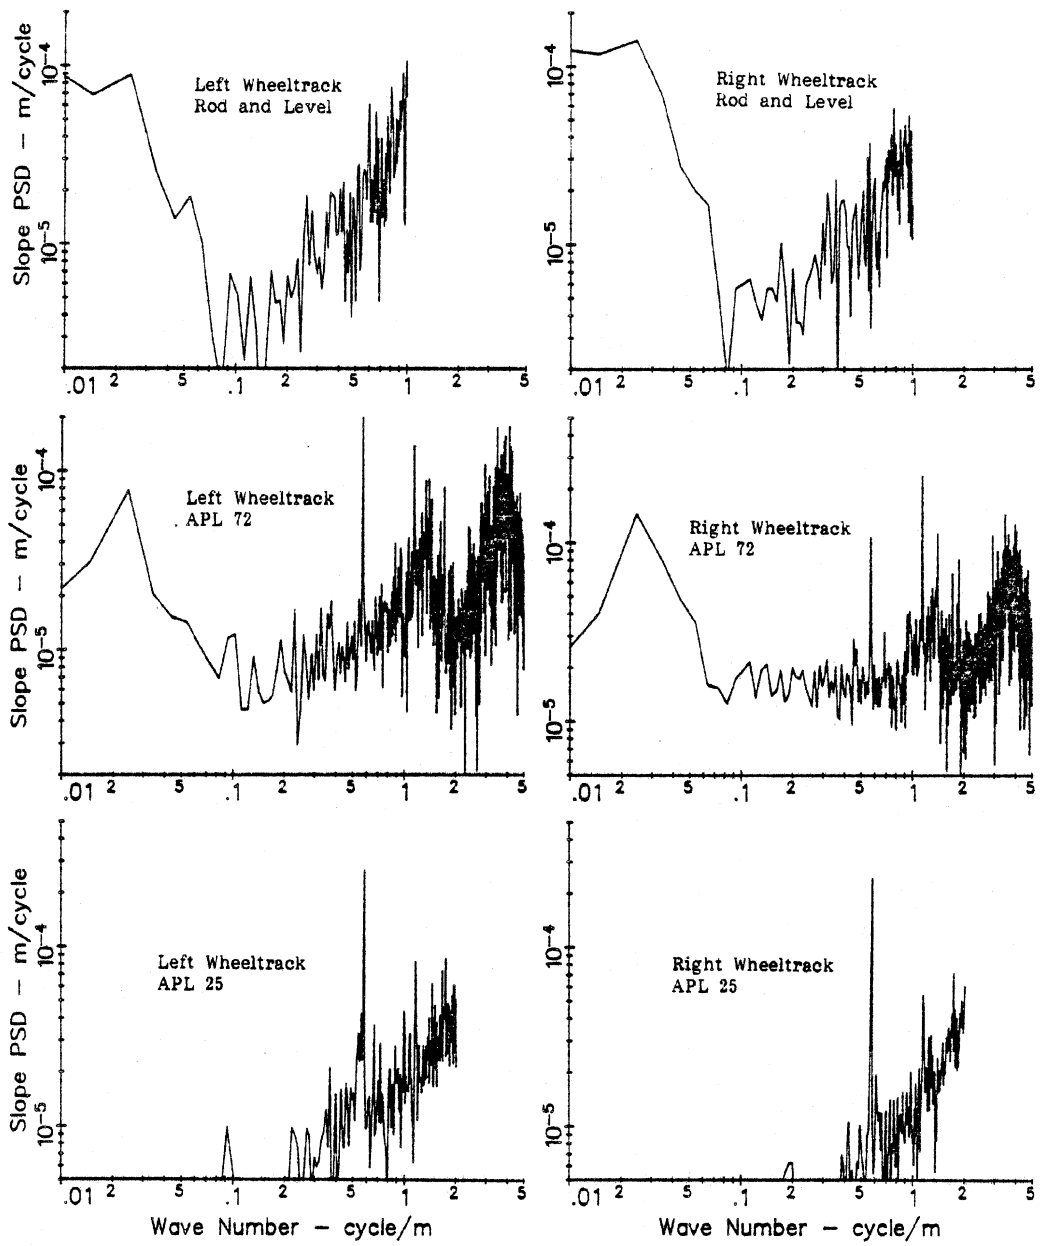 Slope PSD – m/cycle
10⁻⁴
10⁻⁵
Left Wheeltrack
Rod and Level
.01 2 5 .1 2 5 1 2 5
10⁻⁴
10⁻⁵
Right Wheeltrack
Rod and Level
.01 2 5 .1 2 5 1 2 5
Slope PSD – m/cycle
10⁻⁴
10⁻⁵
Left Wheeltrack
APL 72
.01 2 5 .1 2 5 1 2 5
10⁻⁴
10⁻⁵
Right Wheeltrack
APL 72
.01 2 5 .1 2 5 1 2 5
Slope PSD – m/cycle
10⁻⁴
10⁻⁵
Left Wheeltrack
APL 25
.01 2 5 .1 2 5 1 2 5
Wave Number – cycle/m
10⁻⁴
10⁻⁵
Right Wheeltrack
APL 25
.01 2 5 .1 2 5 1 2 5
Wave Number – cycle/m